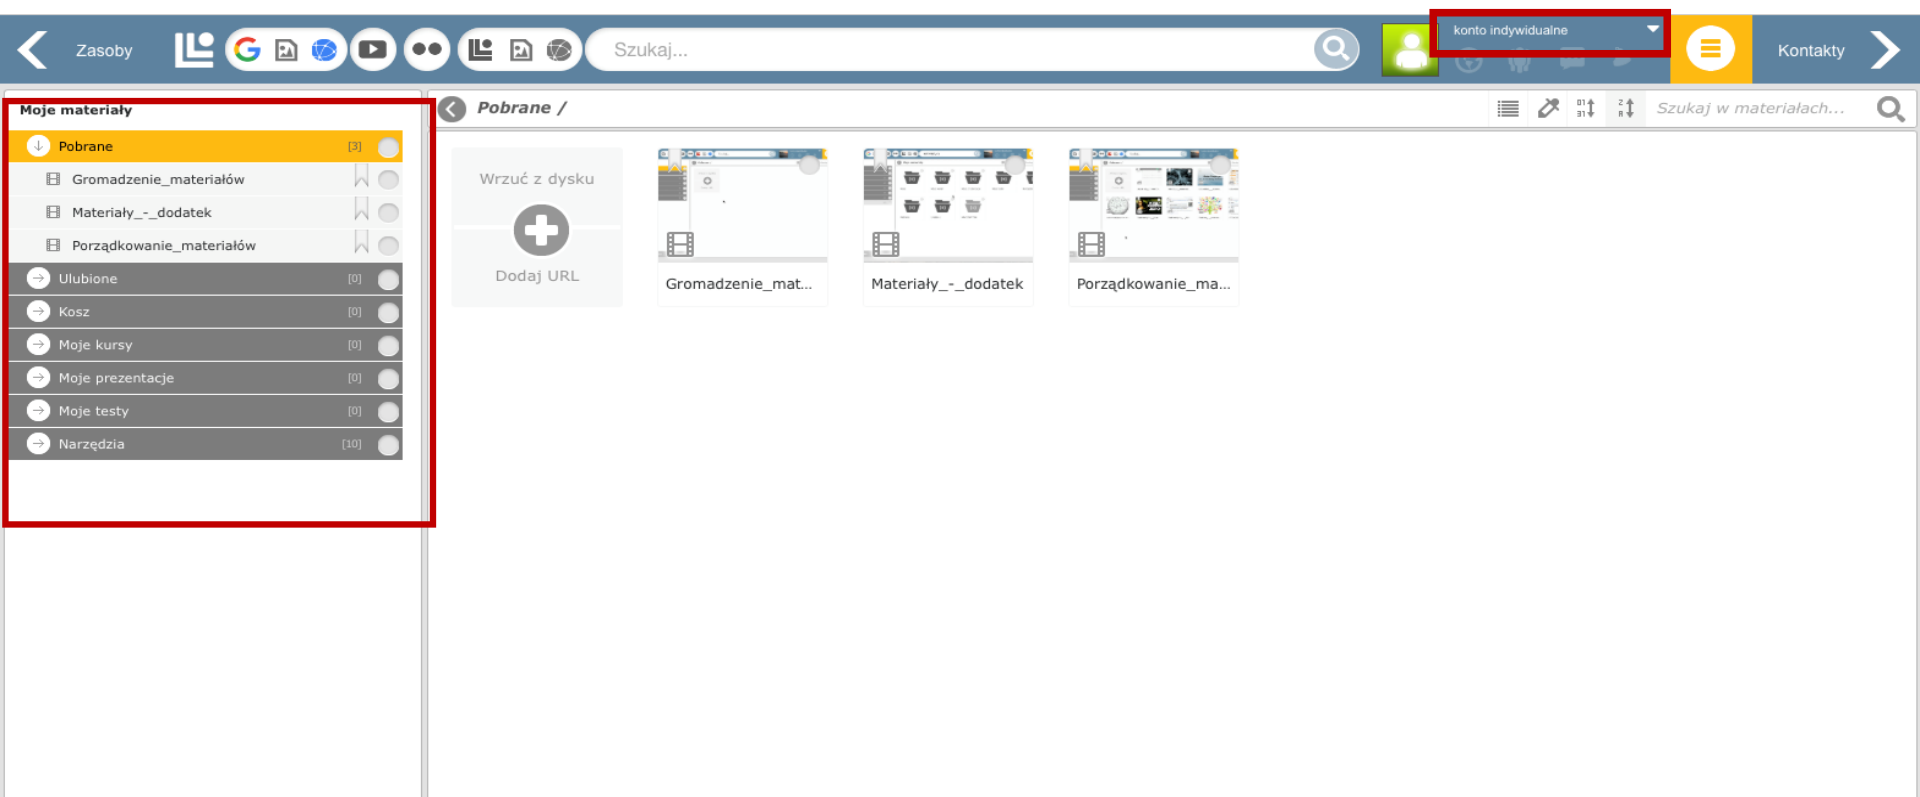 Zasoby
Szukaj...
konto indywidualne
Kontakty
Moje materiały
Pobrane [3]
Gromadzenie_materiałów
Materiały_-_dodatek
Porządkowanie_materiałów
Ulubione [0]
Kosz [0]
Moje kursy [0]
Moje prezentacje [0]
Moje testy [0]
Narzędzia [10]
Pobrane /
Szukaj w materiałach...
Wrzuć z dysku
Dodaj URL
Gromadzenie_mat...
Materiały_-_dodatek
Porządkowanie_ma...